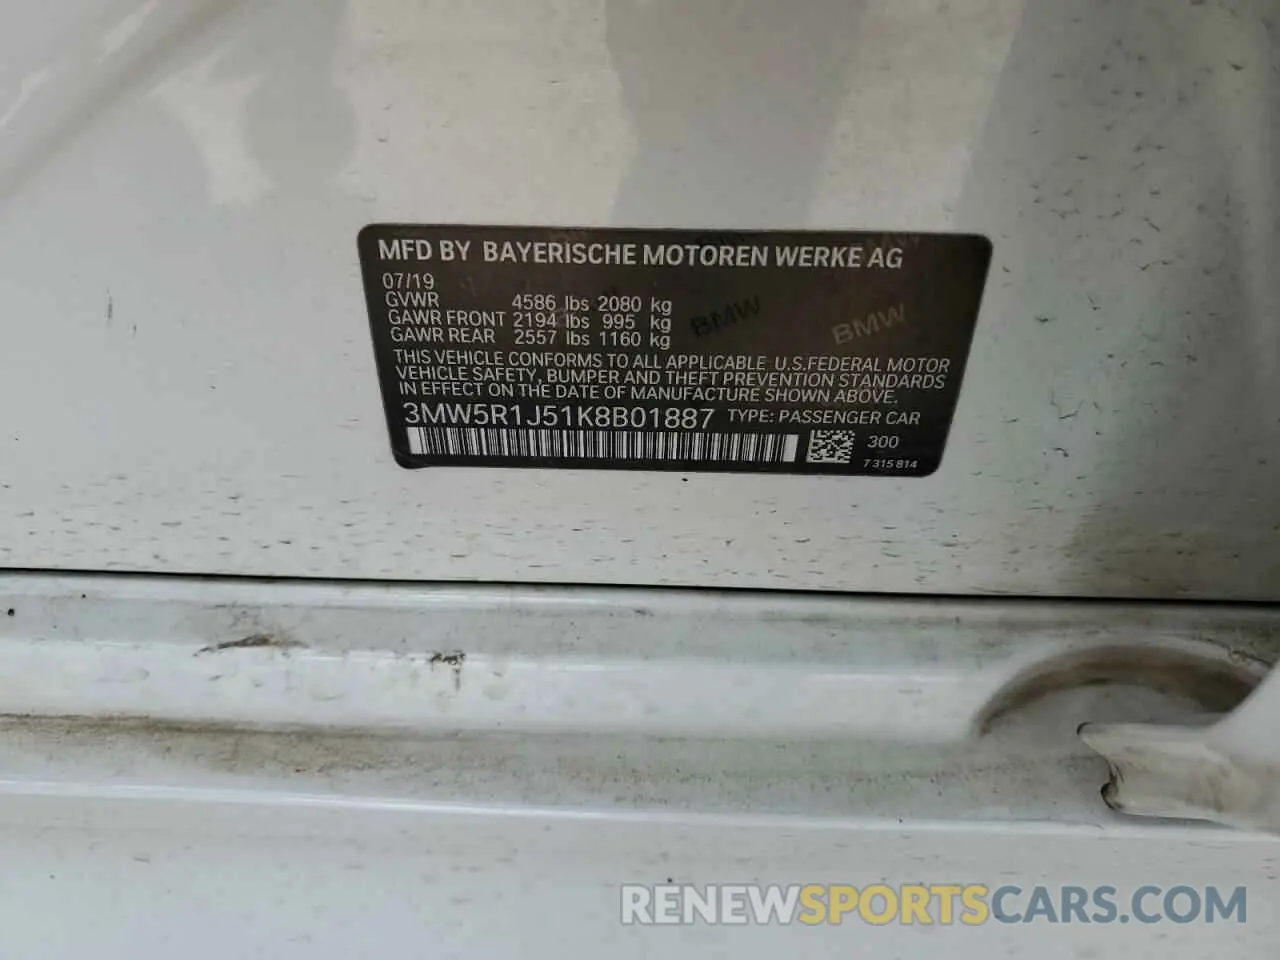 MFD BY BAYERISCHE MOTOREN WERKE AG
07/19
GVWR 4586 lbs 2080 kg
GAWR FRONT 2194 lbs 995 kg
GAWR REAR 2557 lbs 1160 kg
BMW BMW
THIS VEHICLE CONFORMS TO ALL APPLICABLE U.S.FEDERAL MOTOR
VEHICLE SAFETY, BUMPER AND THEFT PREVENTION STANDARDS
IN EFFECT ON THE DATE OF MANUFACTURE SHOWN ABOVE.
3MW5R1J51K8B01887 TYPE: PASSENGER CAR
300
7 315 814
RENEWSPORTSCARS.COM